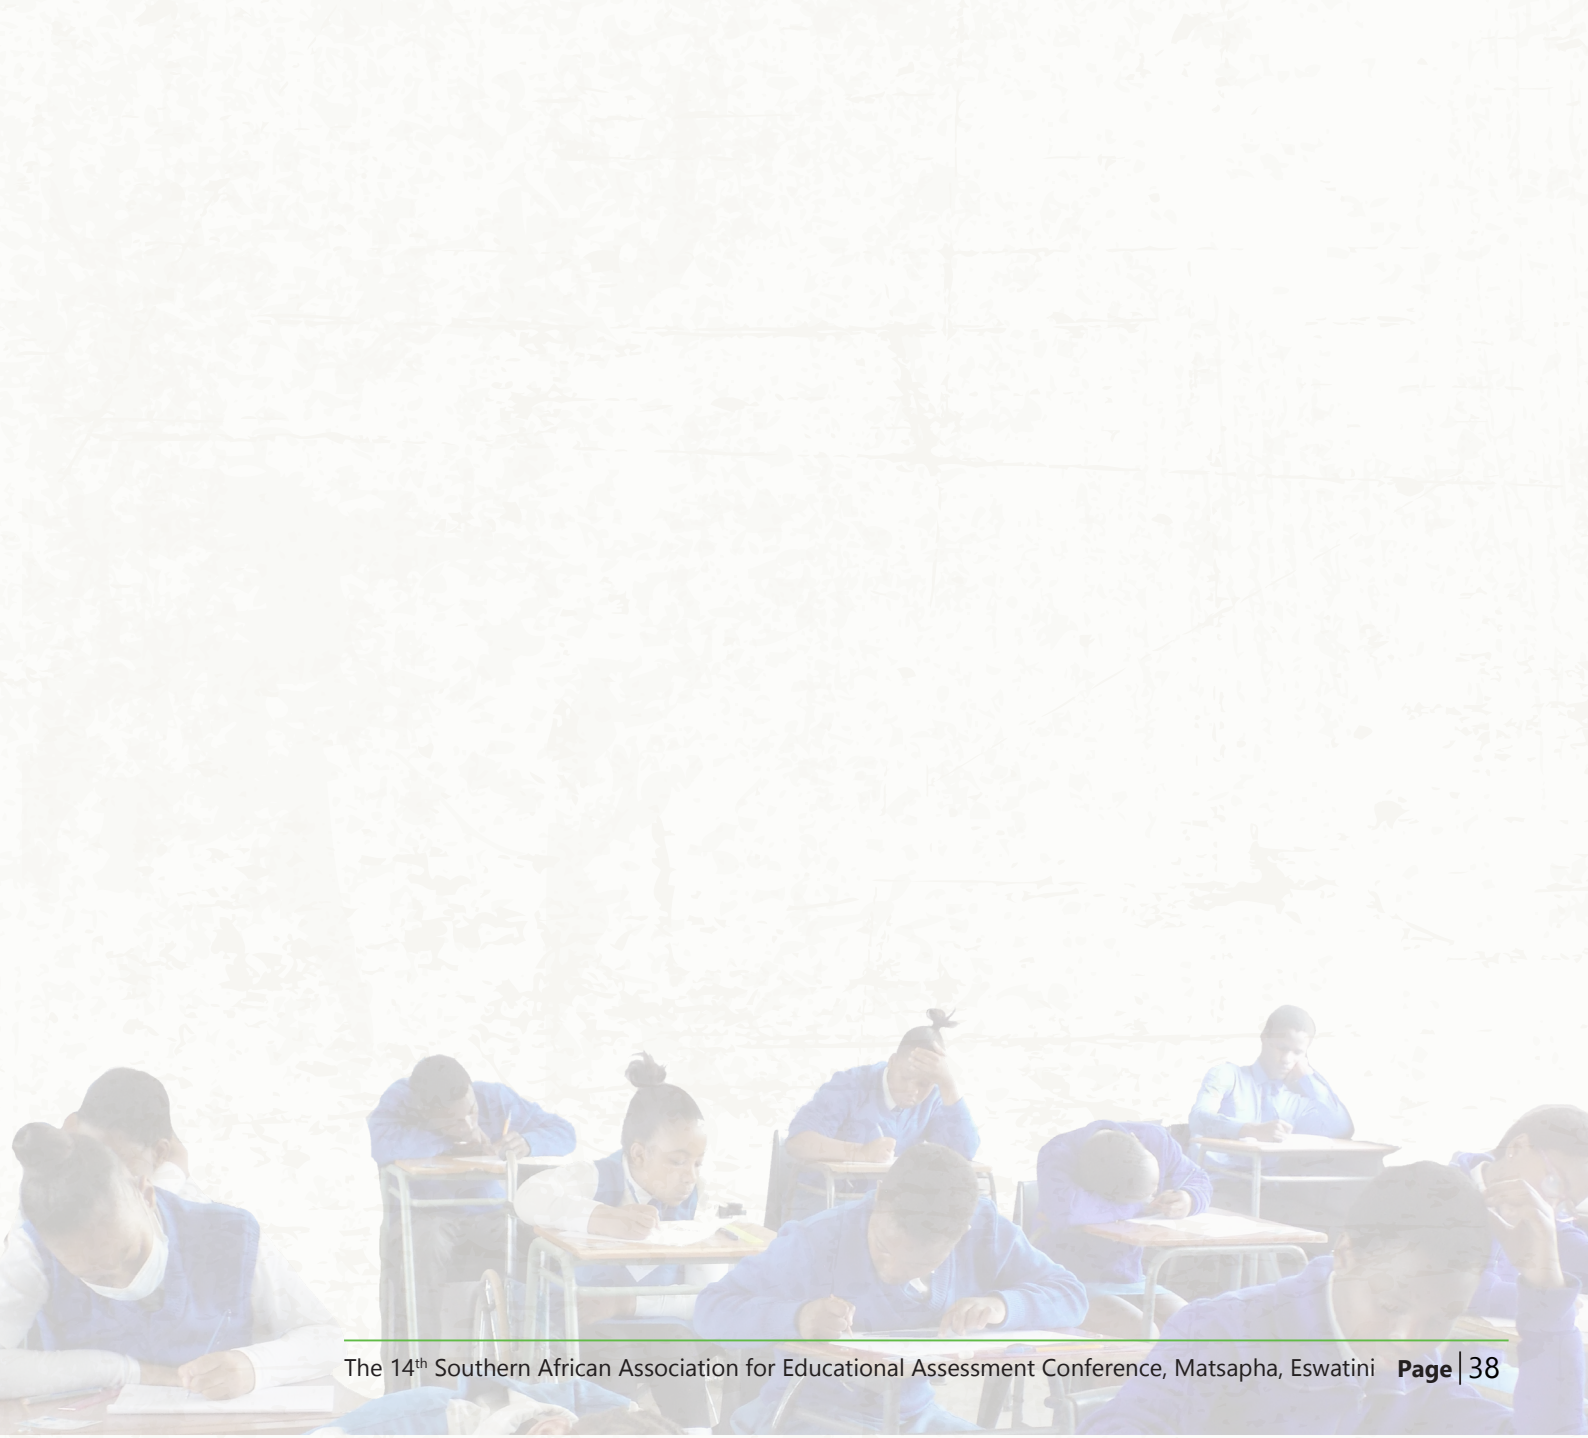 The 14th Southern African Association for Educational Assessment Conference, Matsapha, Eswatini Page|38